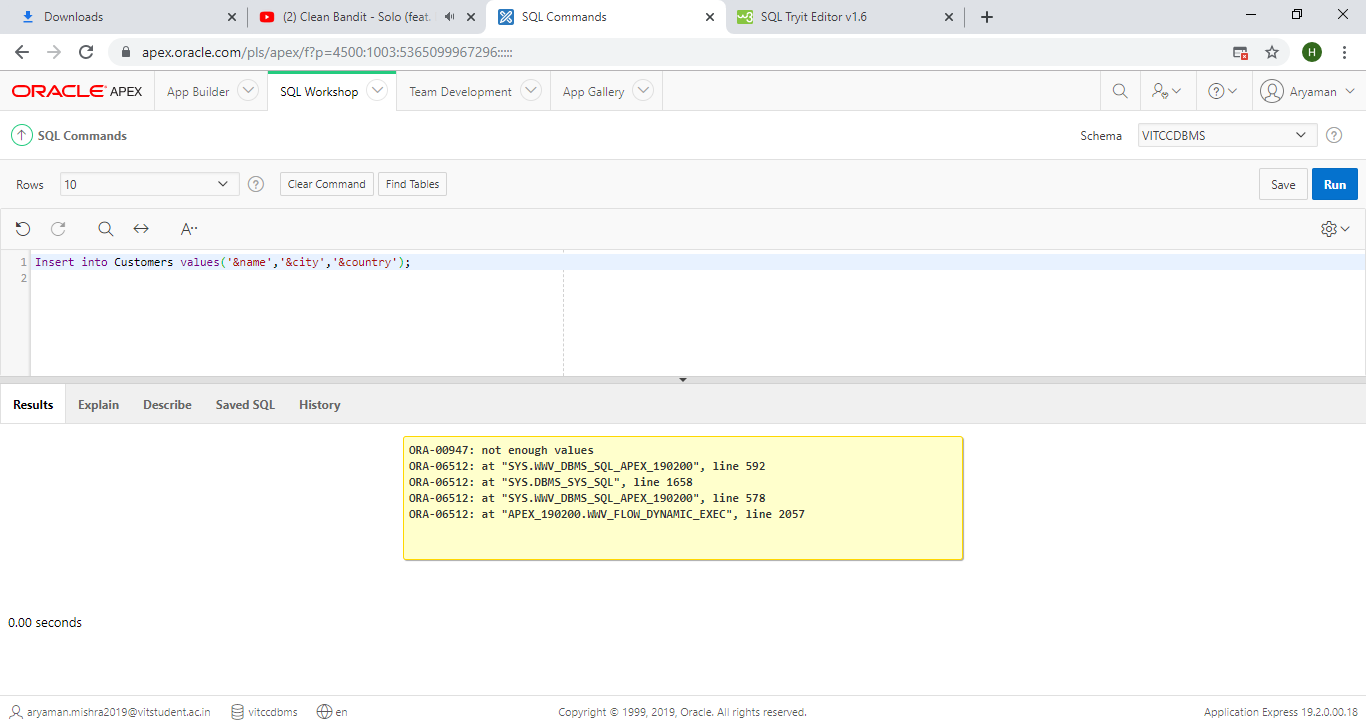 Downloads
(2) Clean Bandit - Solo (feat.
SQL Commands
SQL Tryit Editor v1.6
apex.oracle.com/pls/apex/f?p=4500:1003:5365099967296:::::
H
ORACLE APEX
App Builder
SQL Workshop
Team Development
App Gallery
Aryaman
SQL Commands
Schema
VITCCDBMS
Rows
10
Clear Command
Find Tables
Save
Run
1 Insert into Customers values('&name','&city','&country');
2
Results
Explain
Describe
Saved SQL
History
ORA-00947: not enough values
ORA-06512: at "SYS.WWV_DBMS_SQL_APEX_190200", line 592
ORA-06512: at "SYS.DBMS_SYS_SQL", line 1658
ORA-06512: at "SYS.WWV_DBMS_SQL_APEX_190200", line 578
ORA-06512: at "APEX_190200.WWV_FLOW_DYNAMIC_EXEC", line 2057
0.00 seconds
aryaman.mishra2019@vitstudent.ac.in
vitccdbms
en
Copyright © 1999, 2019, Oracle. All rights reserved.
Application Express 19.2.0.00.18